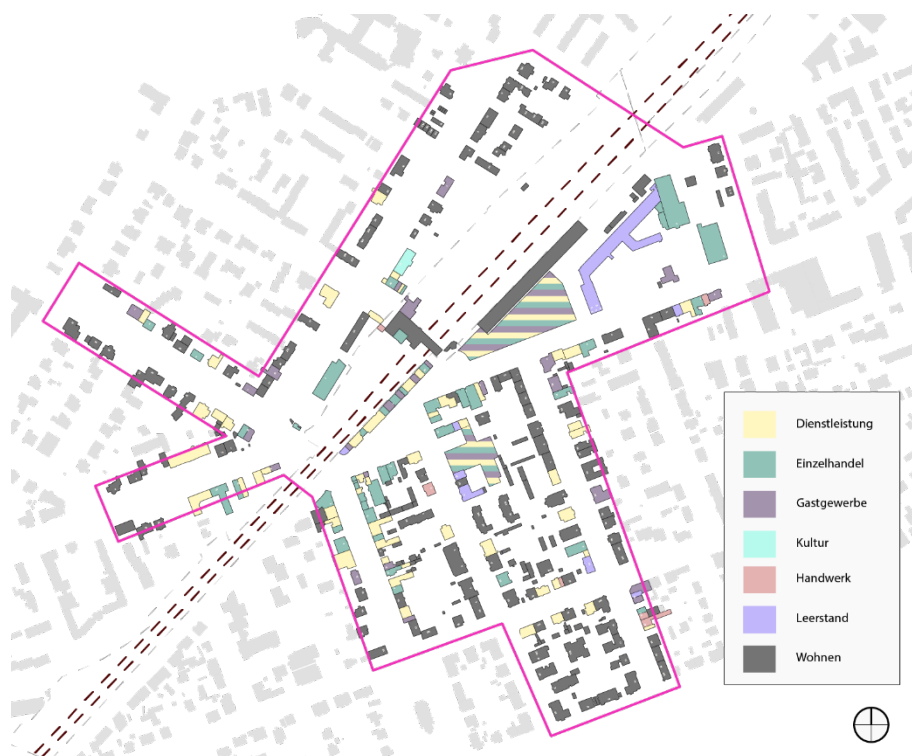 Dienstleistung
Einzelhandel
Gastgewerbe
Kultur
Handwerk
Leerstand
Wohnen